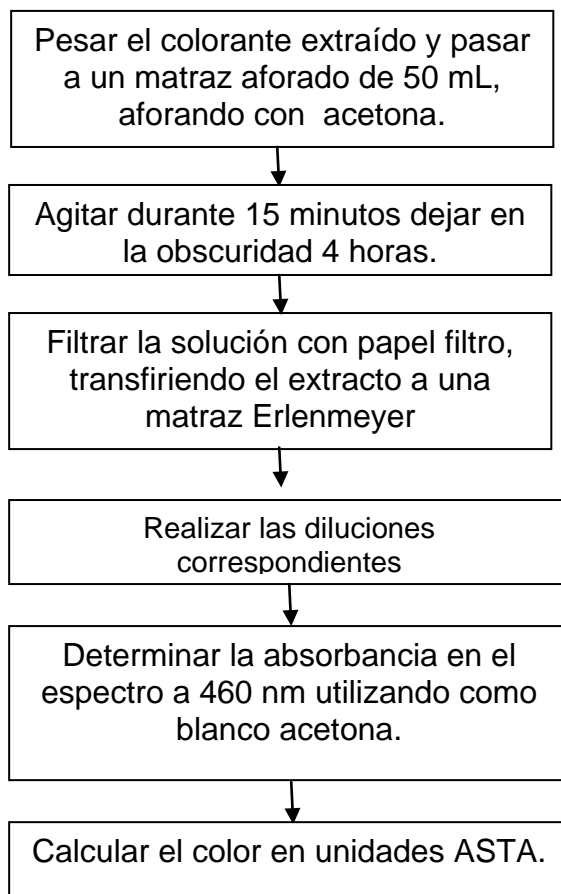 Pesar el colorante extraído y pasar
a un matraz aforado de 50 mL,
aforando con acetona.
Agitar durante 15 minutos dejar en
la obscuridad 4 horas.
Filtrar la solución con papel filtro,
transfiriendo el extracto a una
matraz Erlenmeyer
Realizar las diluciones
correspondientes
Determinar la absorbancia en el
espectro a 460 nm utilizando como
blanco acetona.
Calcular el color en unidades ASTA.